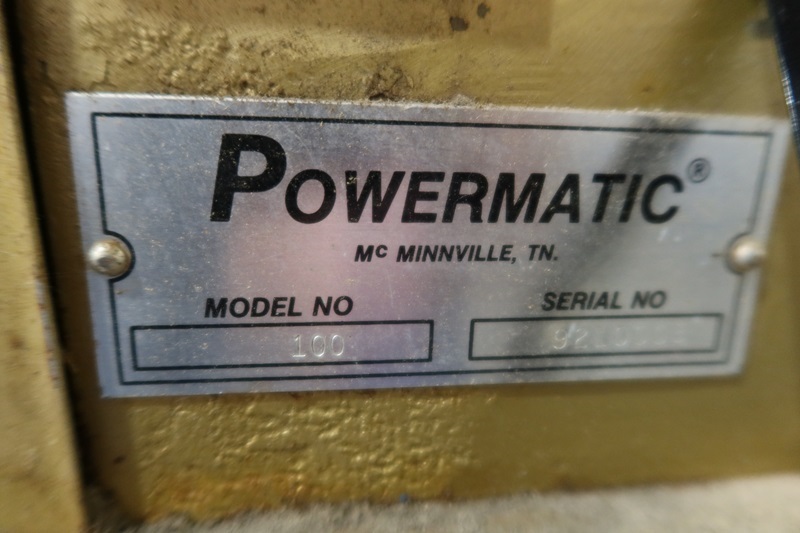 POWERMATIC®
Mc MINNVILLE, TN.
MODEL NO
SERIAL NO
100